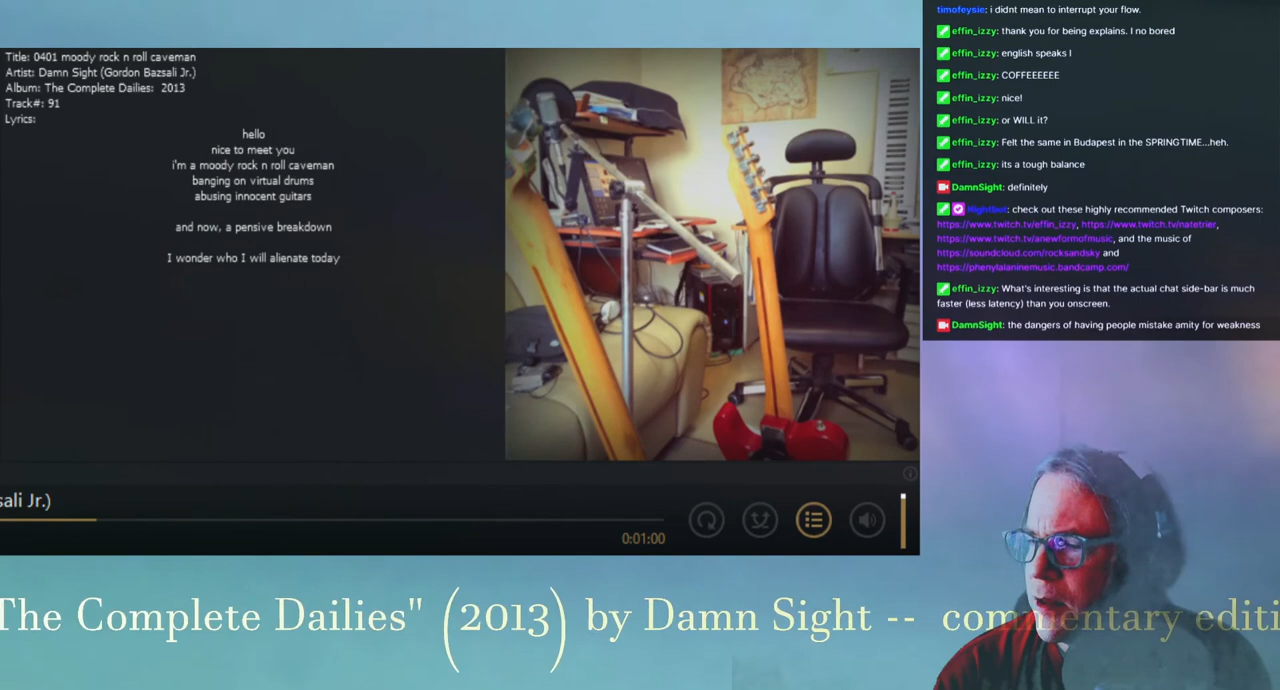 Title: 0401 moody rock n roll caveman
Artist: Damn Sight (Gordon Bazsali Jr.)
Album: The Complete Dailies:  2013
Track#: 91
Lyrics:
hello
nice to meet you
i'm a moody rock n roll caveman
banging on virtual drums
abusing innocent guitars
and now, a pensive breakdown
I wonder who I will alienate today
sali Jr.)
0:01:00
The Complete Dailies" (2013) by Damn Sight --  commentary editi
timofeysie: i didnt mean to interrupt your flow.
effin_izzy: thank you for being explains. I no bored
effin_izzy: english speaks I
effin_izzy: COFFEEEEEE
effin_izzy: nice!
effin_izzy: or WILL it?
effin_izzy: Felt the same in Budapest in the SPRINGTIME...heh.
effin_izzy: its a tough balance
DamnSight: definitely
Nightbot: check out these highly recommended Twitch composers:
https://www.twitch.tv/effin_izzy, https://www.twitch.tv/natetrier,
https://www.twitch.tv/anewformofmusic, and the music of
https://soundcloud.com/rocksandsky and
https://phenylalaninemusic.bandcamp.com/
effin_izzy: What's interesting is that the actual chat side-bar is much
faster (less latency) than you onscreen.
DamnSight: the dangers of having people mistake amity for weakness